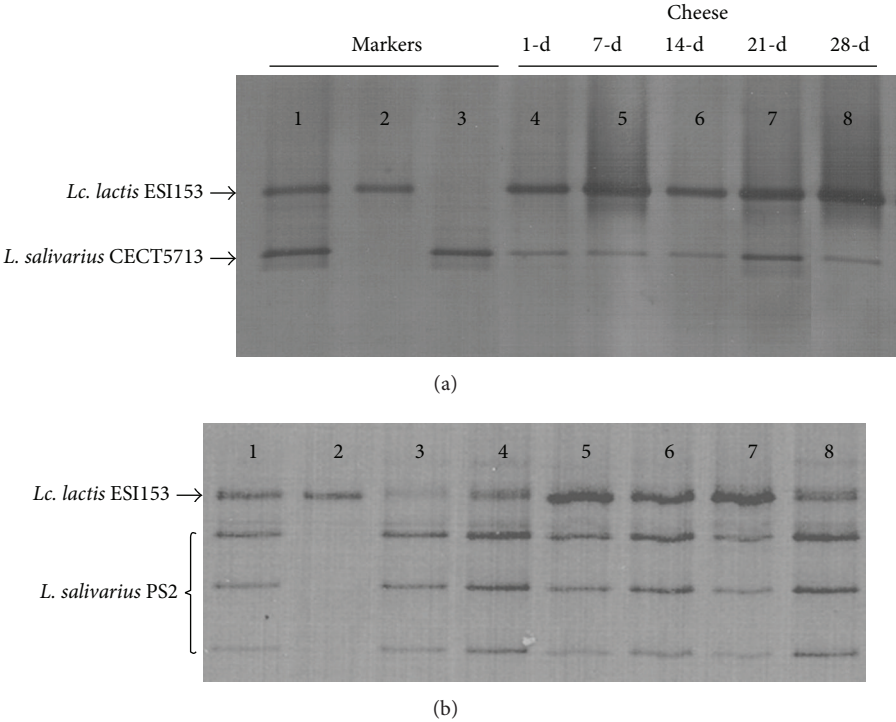 Cheese
Markers 1-d 7-d 14-d 21-d 28-d
1 2 3 4 5 6 7 8
Lc. lactis ESI153
L. salivarius CECT5713
(a)
1 2 3 4 5 6 7 8
Lc. lactis ESI153
L. salivarius PS2
(b)